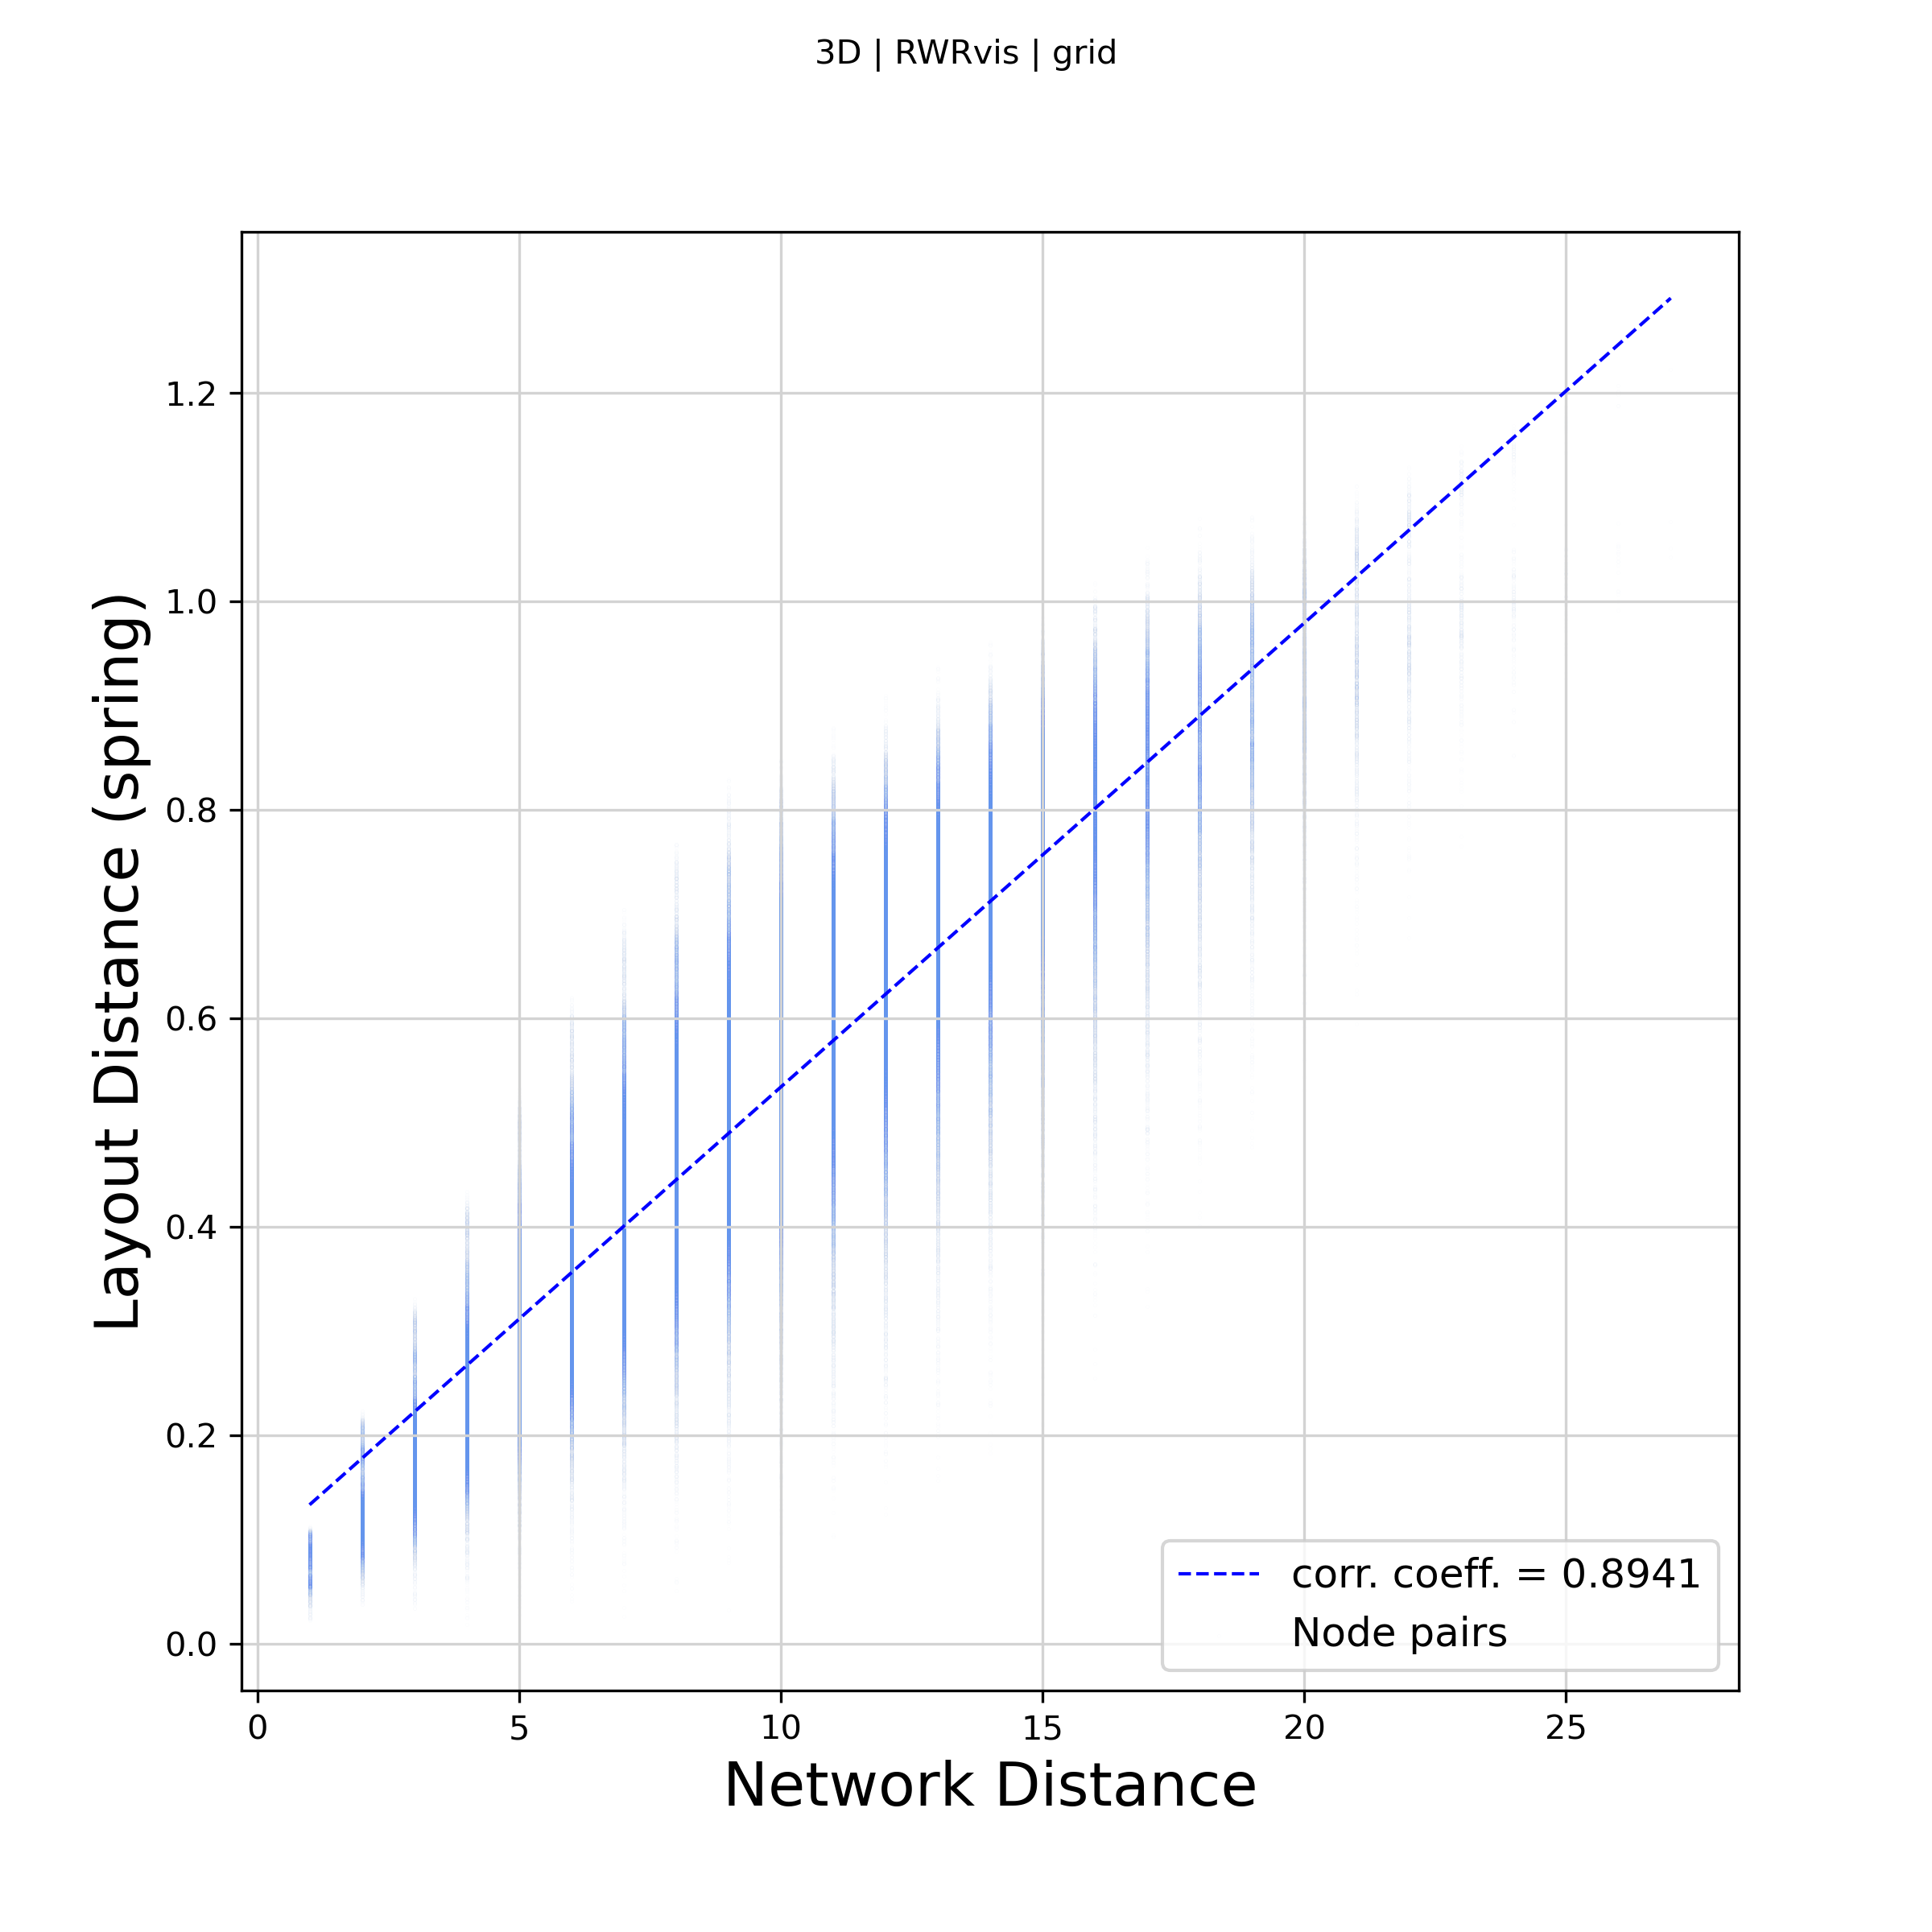 3D | RWRvis | grid
Layout Distance (spring)
1.2
1.0
0.8
0.6
0.4
0.2
0.0
corr. coeff. = 0.8941
Node pairs
0 5 10 15 20 25
Network Distance